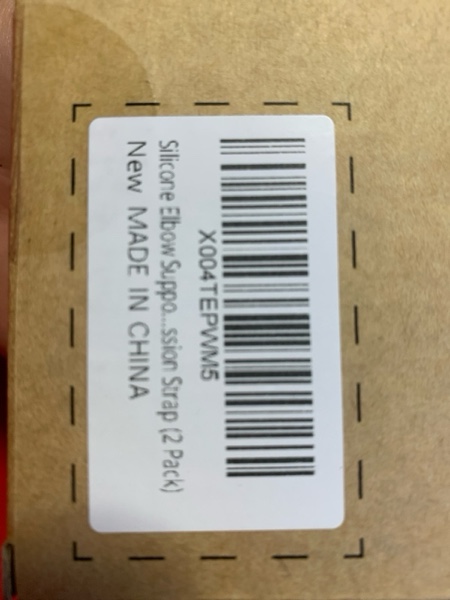 X004TEPWM5
Silicone Elbow Suppo...ssion Strap (2 Pack)
New MADE IN CHINA